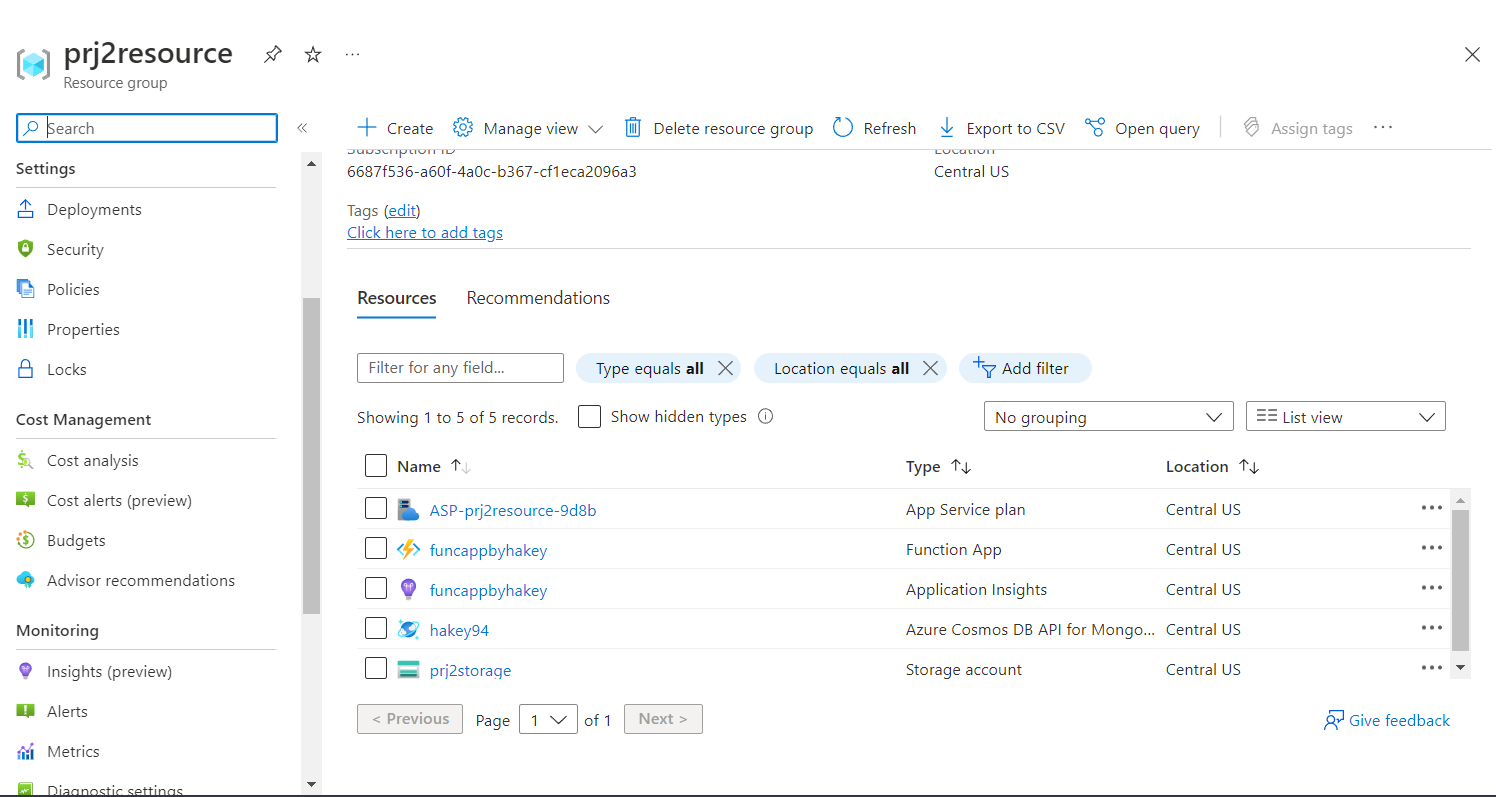 prj2resource
Resource group
Search
Settings
Deployments
Security
Policies
Properties
Locks
Cost Management
Cost analysis
Cost alerts (preview)
Budgets
Advisor recommendations
Monitoring
Insights (preview)
Alerts
Metrics
Diagnostic settings
Create Manage view Delete resource group Refresh Export to CSV Open query Assign tags
Subscription ID Location
6687f536-a60f-4a0c-b367-cf1eca2096a3 Central US
Tags (edit)
Click here to add tags
Resources Recommendations
Filter for any field... Type equals all Location equals all Add filter
Showing 1 to 5 of 5 records. Show hidden types No grouping List view
Name Type Location
ASP-prj2resource-9d8b App Service plan Central US
funcappbyhakey Function App Central US
funcappbyhakey Application Insights Central US
hakey94 Azure Cosmos DB API for Mongo... Central US
prj2storage Storage account Central US
< Previous Page 1 of 1 Next > Give feedback